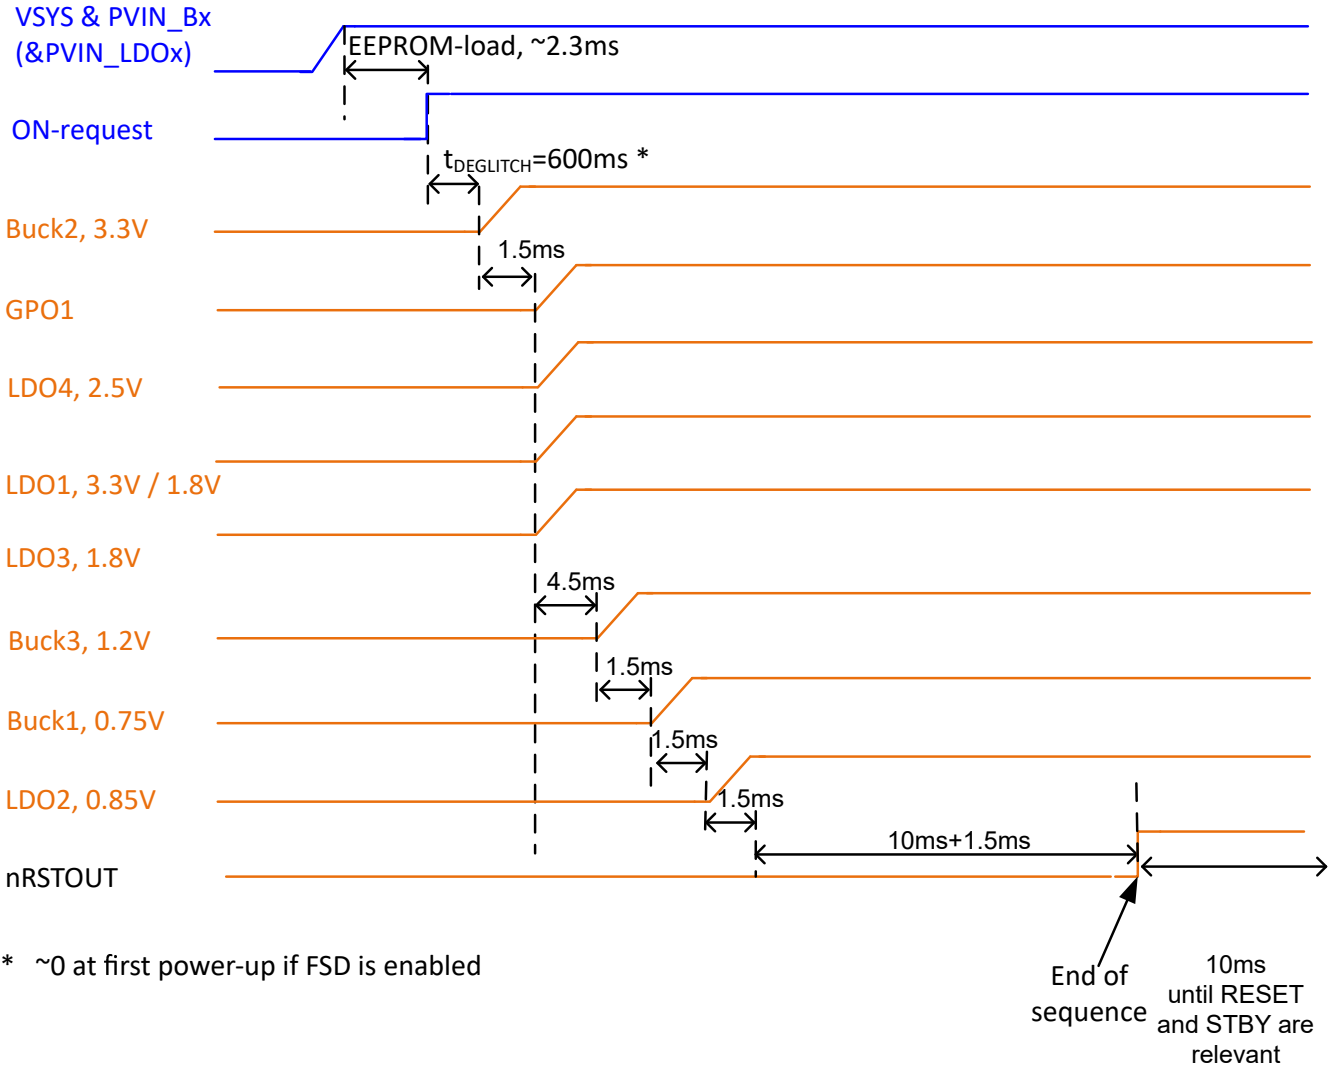 VSYS & PVIN_Bx
(&PVIN_LDOx)
EEPROM-load, ~2.3ms
ON-request
tDEGLITCH=600ms *
Buck2, 3.3V
1.5ms
GPO1
LDO4, 2.5V
LDO1, 3.3V / 1.8V
LDO3, 1.8V
4.5ms
Buck3, 1.2V
1.5ms
Buck1, 0.75V
1.5ms
LDO2, 0.85V
1.5ms
10ms+1.5ms
nRSTOUT
* ~0 at first power-up if FSD is enabled
End of
sequence
10ms
until RESET
and STBY are
relevant